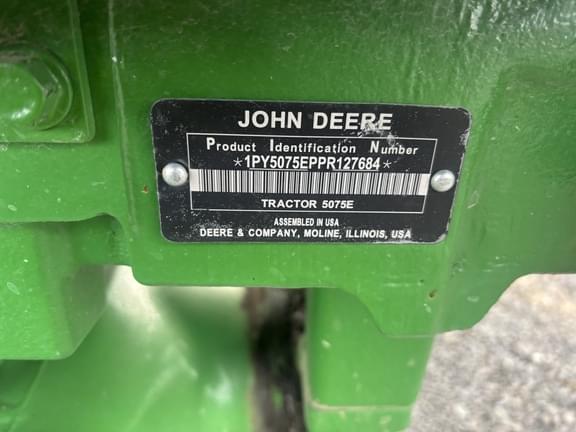 JOHN DEERE
Product Identification Number
*1PY5075EPPR127684*
TRACTOR 5075E
ASSEMBLED IN USA
DEERE & COMPANY, MOLINE, ILLINOIS, USA